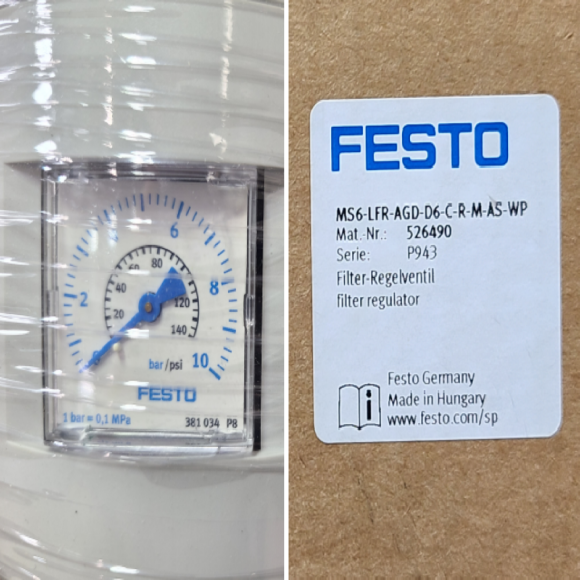 6
80
60
2
40
8
20
120
140
0
bar/psi
10
FESTO
1 bar = 0,1 MPa
381 034 P8
FESTO
MS6-LFR-AGD-D6-C-R-M-AS-WP
Mat.-Nr.: 526490
Serie: P943
Filter-Regelventil
filter regulator
Festo Germany
Made in Hungary
www.festo.com/sp